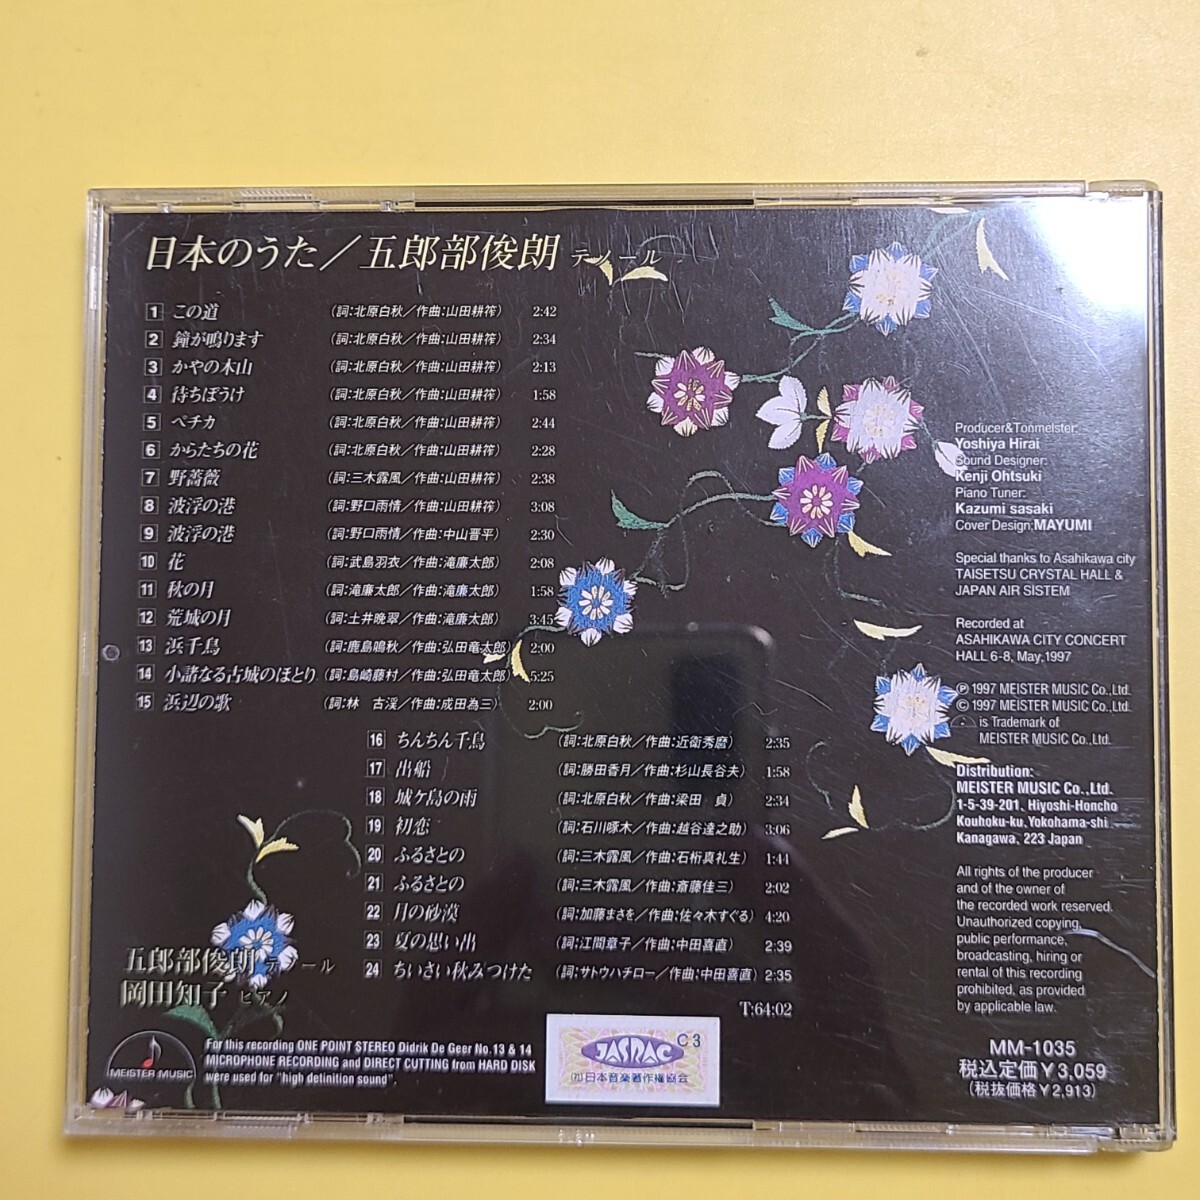 日本のうた／五郎部俊朗 テノール
1 この道 (詞:北原白秋／作曲:山田耕筰) 2:42
2 鐘が鳴ります (詞:北原白秋／作曲:山田耕筰) 2:34
3 かやの木山 (詞:北原白秋／作曲:山田耕筰) 2:13
4 待ちぼうけ (詞:北原白秋／作曲:山田耕筰) 1:58
5 ペチカ (詞:北原白秋／作曲:山田耕筰) 2:44
6 からたちの花 (詞:北原白秋／作曲:山田耕筰) 2:28
7 野薔薇 (詞:三木露風／作曲:山田耕筰) 2:38
8 波浮の港 (詞:野口雨情／作曲:山田耕筰) 3:08
9 波浮の港 (詞:野口雨情／作曲:中山晋平) 2:30
10 花 (詞:武島羽衣／作曲:滝廉太郎) 2:08
11 秋の月 (詞:滝廉太郎／作曲:滝廉太郎) 1:58
12 荒城の月 (詞:土井晩翠／作曲:滝廉太郎) 3:45
13 浜千鳥 (詞:鹿島鳴秋／作曲:弘田竜太郎) 2:00
14 小諸なる古城のほとり (詞:島崎藤村／作曲:弘田竜太郎) 5:25
15 浜辺の歌 (詞:林 古渓／作曲:成田為三) 2:00
16 ちんちん千鳥 (詞:北原白秋／作曲:近衛秀麿) 2:35
17 出船 (詞:勝田香月／作曲:杉山長谷夫) 1:58
18 城ケ島の雨 (詞:北原白秋／作曲:梁田 貞) 2:34
19 初恋 (詞:石川啄木／作曲:越谷達之助) 3:06
20 ふるさとの (詞:三木露風／作曲:石桁真礼生) 1:44
21 ふるさとの (詞:三木露風／作曲:斎藤佳三) 2:02
22 月の砂漠 (詞:加藤まさを／作曲:佐々木すぐる) 4:20
23 夏の思い出 (詞:江間章子／作曲:中田喜直) 2:39
24 ちいさい秋みつけた (詞:サトウハチロー／作曲:中田喜直) 2:35
T:64:02
五郎部俊朗 テノール
岡田知子 ピアノ
MEISTER MUSIC
For this recording ONE POINT STEREO Didrik De Geer No.13 & 14
MICROPHONE RECORDING and DIRECT CUTTING from HARD DISK
were used for "high definition sound".
JASRAC C3
(社)日本音楽著作権協会
Producer&Tonmeister:
Yoshiya Hirai
Sound Designer:
Kenji Ohtsuki
Piano Tuner:
Kazumi sasaki
Cover Design:MAYUMI
Special thanks to Asahikawa city
TAISETSU CRYSTAL HALL &
JAPAN AIR SISTEM
Recorded at
ASAHIKAWA CITY CONCERT
HALL 6-8, May,1997
℗ 1997 MEISTER MUSIC Co.,Ltd.
© 1997 MEISTER MUSIC Co.,Ltd.
is Trademark of
MEISTER MUSIC Co.,Ltd.
Distribution:
MEISTER MUSIC Co.,Ltd.
1-5-39-201, Hiyoshi-Honcho
Kouhoku-ku, Yokohama-shi
Kanagawa, 223 Japan
All rights of the producer
and of the owner of
the recorded work reserved.
Unauthorized copying,
public performance,
broadcasting, hiring or
rental of this recording
prohibited, as provided
by applicable law.
MM-1035
税込定価￥3,059
(税抜価格￥2,913)